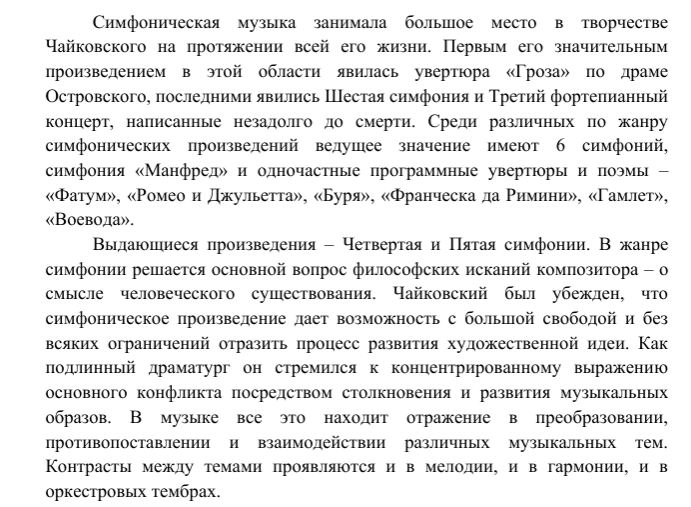 Симфоническая музыка занимала большое место в творчестве
Чайковского на протяжении всей его жизни. Первым его значительным
произведением в этой области явилась увертюра «Гроза» по драме
Островского, последними явились Шестая симфония и Третий фортепианный
концерт, написанные незадолго до смерти. Среди различных по жанру
симфонических произведений ведущее значение имеют 6 симфоний,
симфония «Манфред» и одночастные программные увертюры и поэмы –
«Фатум», «Ромео и Джульетта», «Буря», «Франческа да Римини», «Гамлет»,
«Воевода».
Выдающиеся произведения – Четвертая и Пятая симфонии. В жанре
симфонии решается основной вопрос философских исканий композитора – о
смысле человеческого существования. Чайковский был убежден, что
симфоническое произведение дает возможность с большой свободой и без
всяких ограничений отразить процесс развития художественной идеи. Как
подлинный драматург он стремился к концентрированному выражению
основного конфликта посредством столкновения и развития музыкальных
образов. В музыке все это находит отражение в преобразовании,
противопоставлении и взаимодействии различных музыкальных тем.
Контрасты между темами проявляются и в мелодии, и в гармонии, и в
оркестровых тембрах.